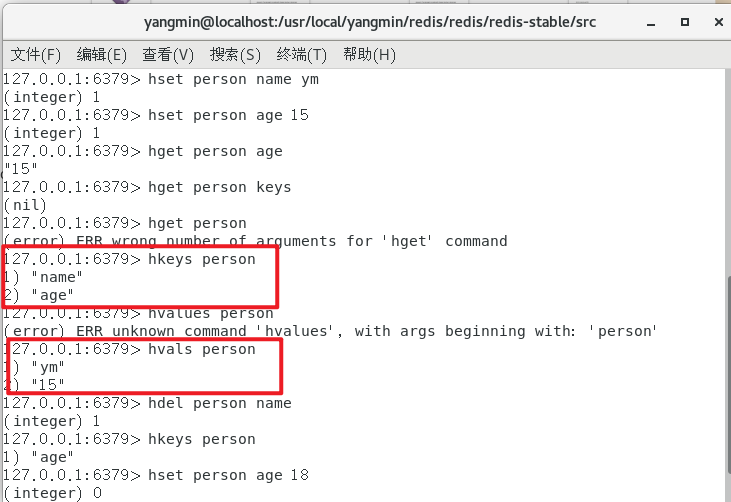 yangmin@localhost:/usr/local/yangmin/redis/redis/redis-stable/src
文件(F) 编辑(E) 查看(V) 搜索(S) 终端(T) 帮助(H)
127.0.0.1:6379> hset person name ym
(integer) 1
127.0.0.1:6379> hset person age 15
(integer) 1
127.0.0.1:6379> hget person age
"15"
127.0.0.1:6379> hget person keys
(nil)
127.0.0.1:6379> hget person
(error) ERR wrong number of arguments for 'hget' command
127.0.0.1:6379> hkeys person
1) "name"
2) "age"
127.0.0.1:6379> hvalues person
(error) ERR unknown command 'hvalues', with args beginning with: 'person'
127.0.0.1:6379> hvals person
1) "ym"
2) "15"
127.0.0.1:6379> hdel person name
(integer) 1
127.0.0.1:6379> hkeys person
1) "age"
127.0.0.1:6379> hset person age 18
(integer) 0